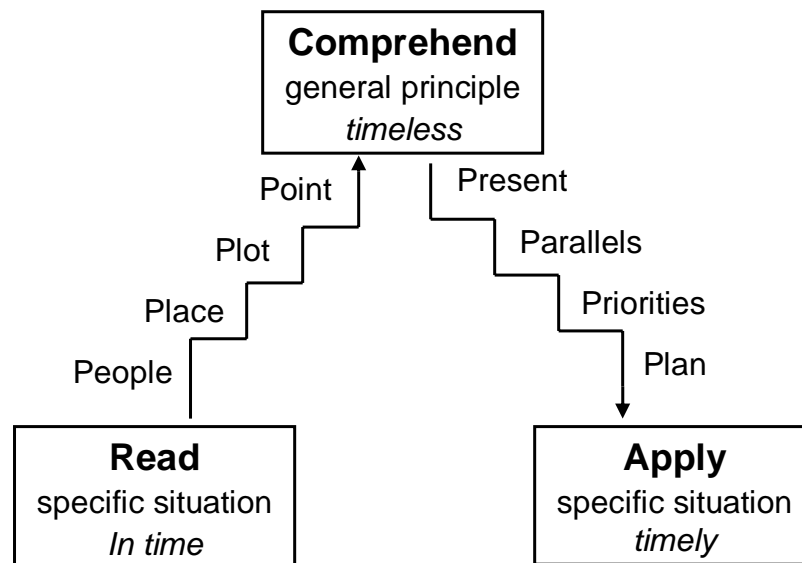 Comprehend
general principle
timeless
Point
Present
Plot
Parallels
Place
Priorities
People
Plan
Read
specific situation
In time
Apply
specific situation
timely